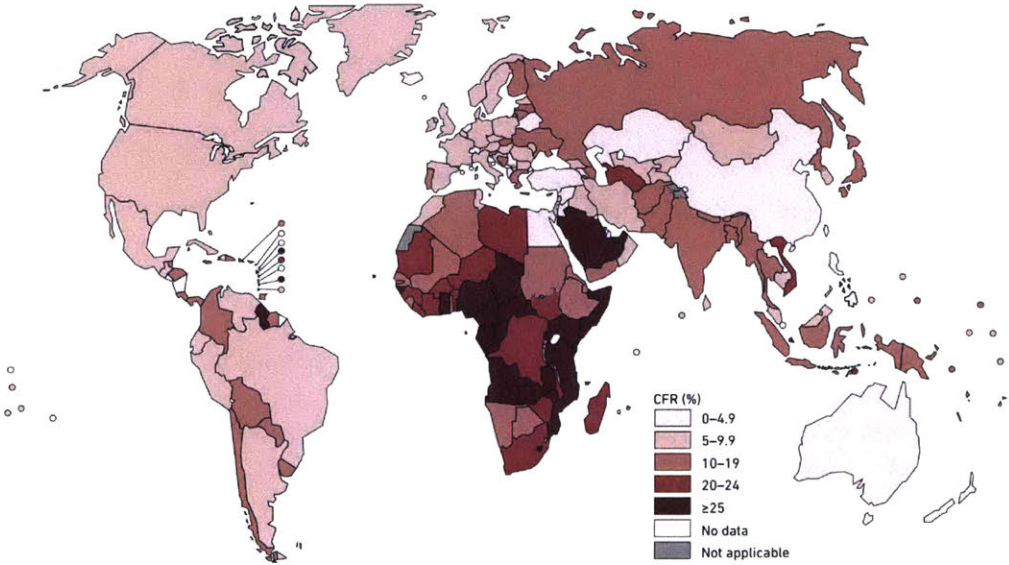 CFR (%)
0–4.9
5–9.9
10–19
20–24
≥25
No data
Not applicable